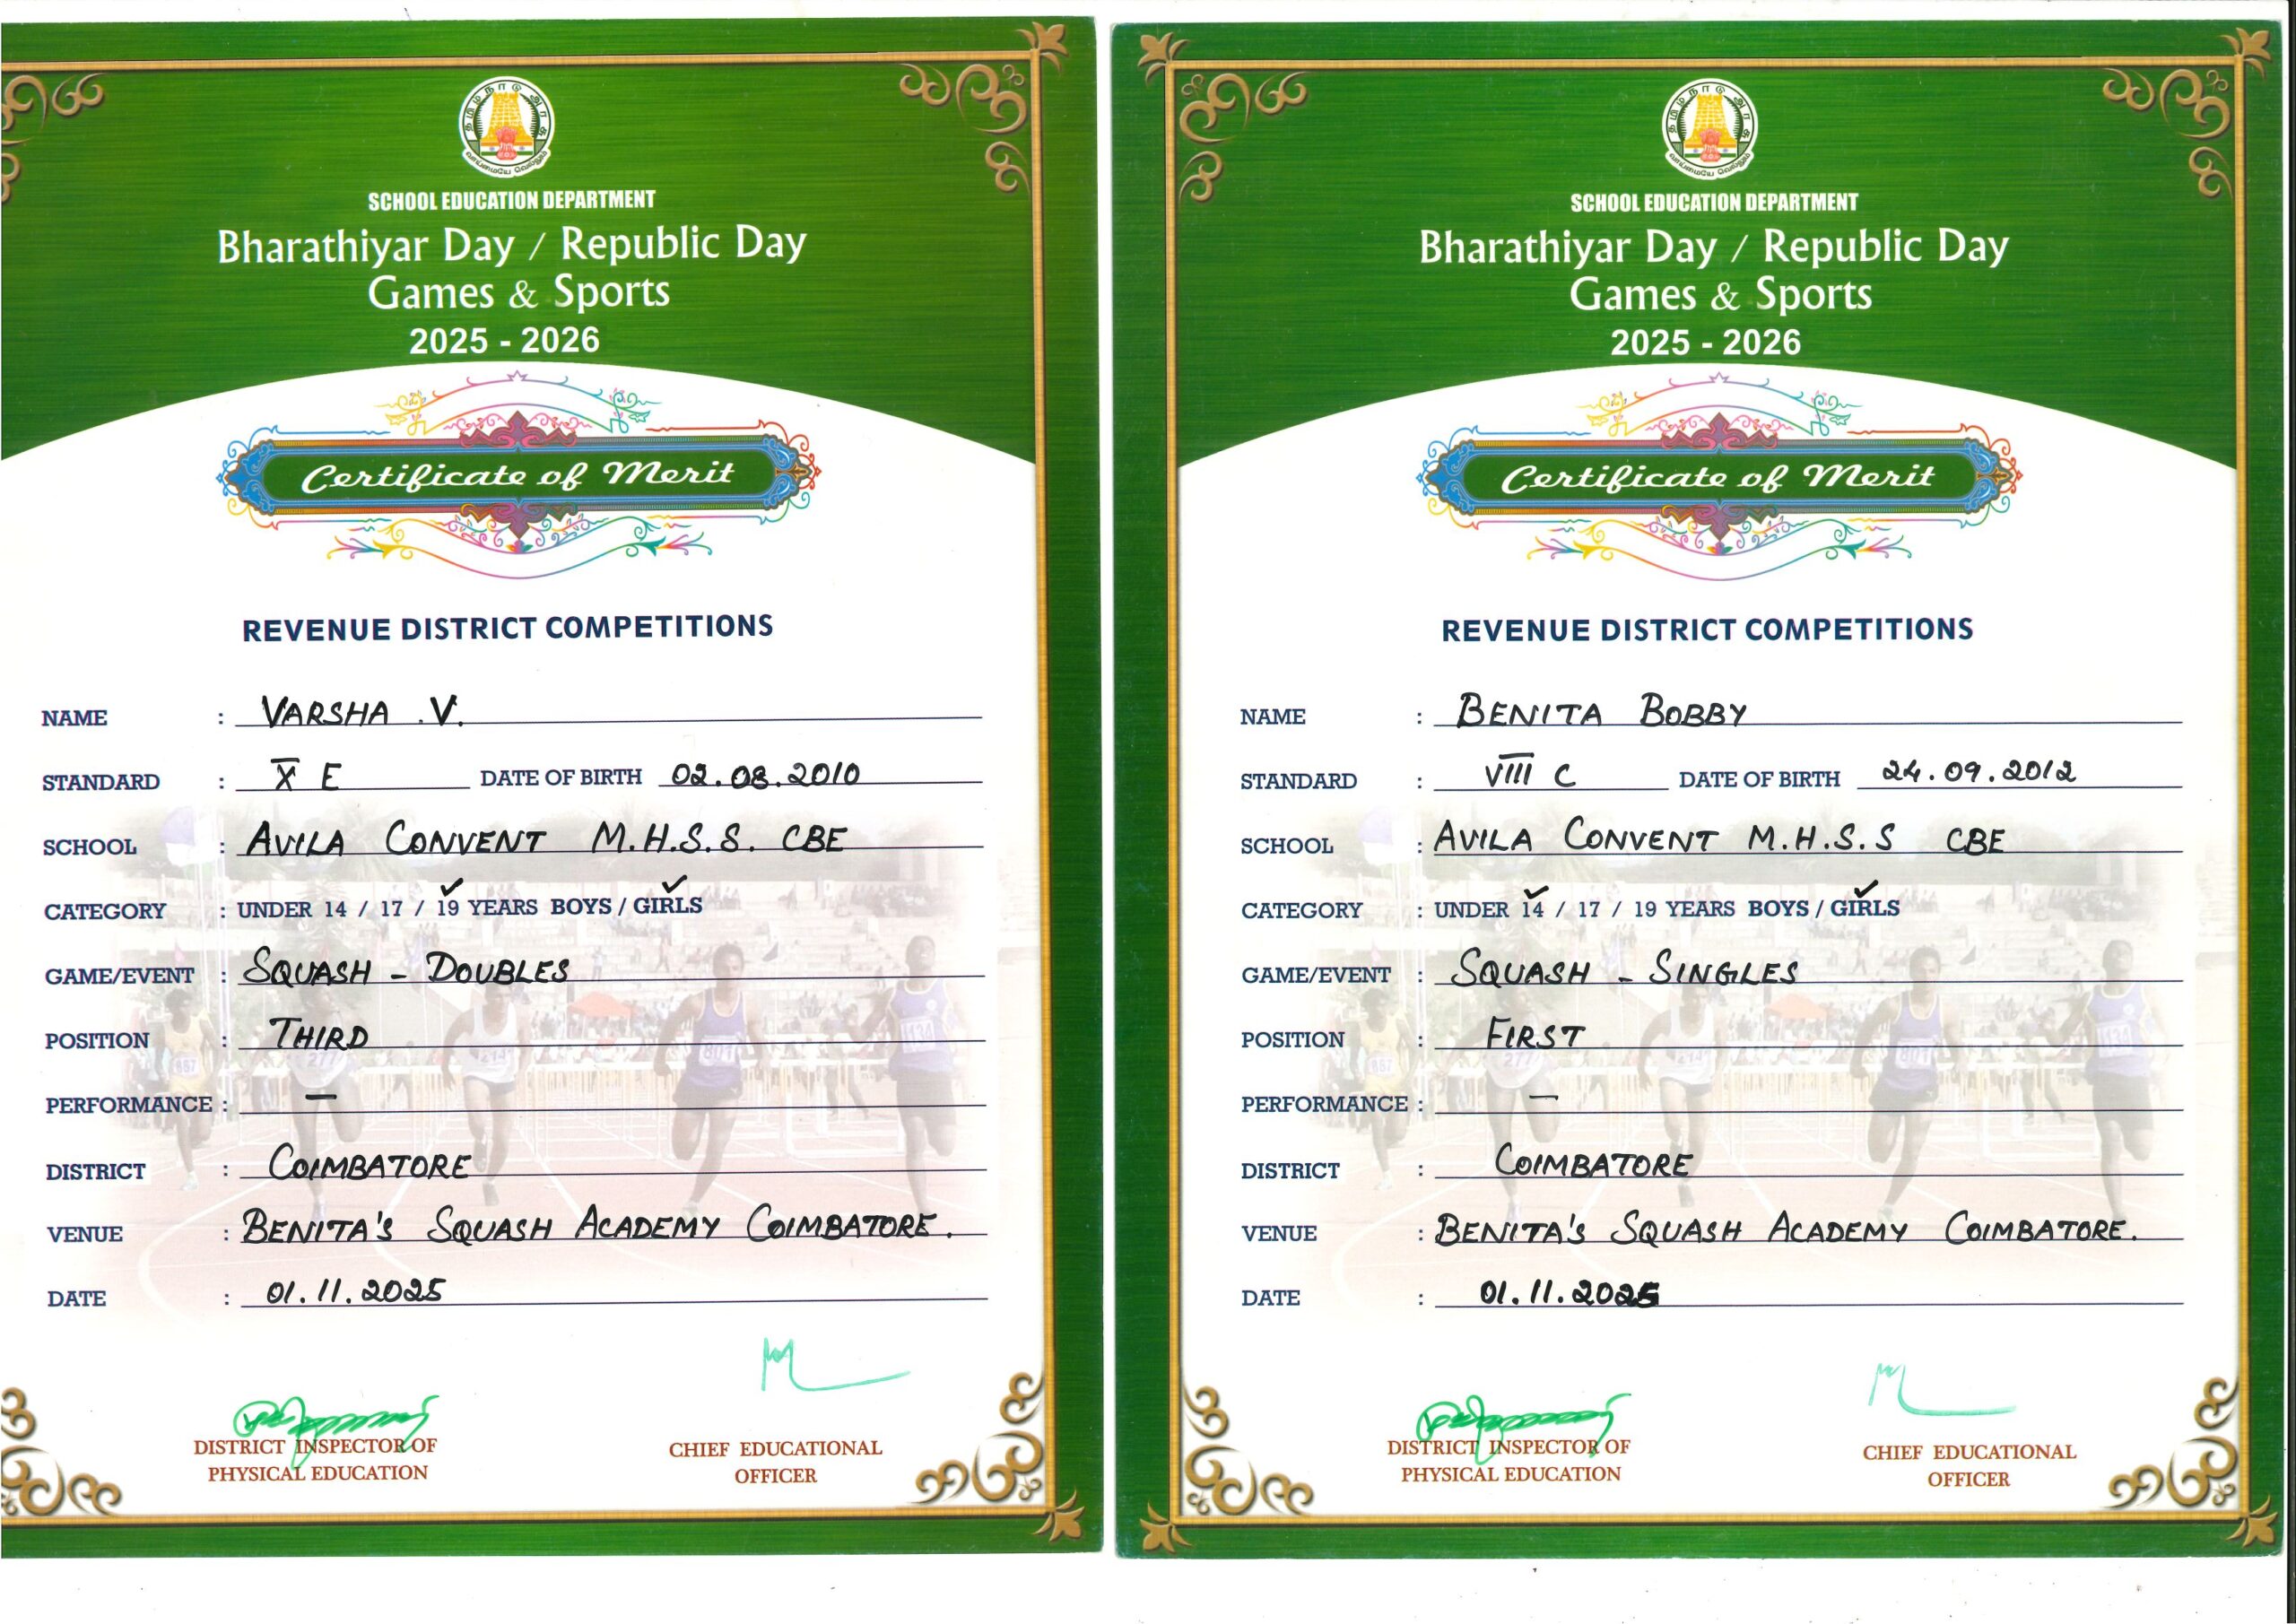 தமிழ்நாடு அரசு
வாய்மையே வெல்லும்
SCHOOL EDUCATION DEPARTMENT
Bharathiyar Day / Republic Day
Games & Sports
2025 - 2026
Certificate of Merit
REVENUE DISTRICT COMPETITIONS
NAME : VARSHA .V.
STANDARD : X E DATE OF BIRTH 02.08.2010
SCHOOL : AVILA CONVENT M.H.S.S. CBE
CATEGORY : UNDER 14 / 17 / 19 YEARS BOYS / GIRLS
GAME/EVENT : SQUASH - DOUBLES
POSITION : THIRD
PERFORMANCE : —
DISTRICT : COIMBATORE
VENUE : BENITA'S SQUASH ACADEMY COIMBATORE.
DATE : 01.11.2025
DISTRICT INSPECTOR OF
PHYSICAL EDUCATION
CHIEF EDUCATIONAL
OFFICER
தமிழ்நாடு அரசு
வாய்மையே வெல்லும்
SCHOOL EDUCATION DEPARTMENT
Bharathiyar Day / Republic Day
Games & Sports
2025 - 2026
Certificate of Merit
REVENUE DISTRICT COMPETITIONS
NAME : BENITA BOBBY
STANDARD : VIII C DATE OF BIRTH 24.09.2012
SCHOOL : AVILA CONVENT M.H.S.S CBE
CATEGORY : UNDER 14 / 17 / 19 YEARS BOYS / GIRLS
GAME/EVENT : SQUASH - SINGLES
POSITION : FIRST
PERFORMANCE : —
DISTRICT : COIMBATORE
VENUE : BENITA'S SQUASH ACADEMY COIMBATORE.
DATE : 01.11.2025
DISTRICT INSPECTOR OF
PHYSICAL EDUCATION
CHIEF EDUCATIONAL
OFFICER